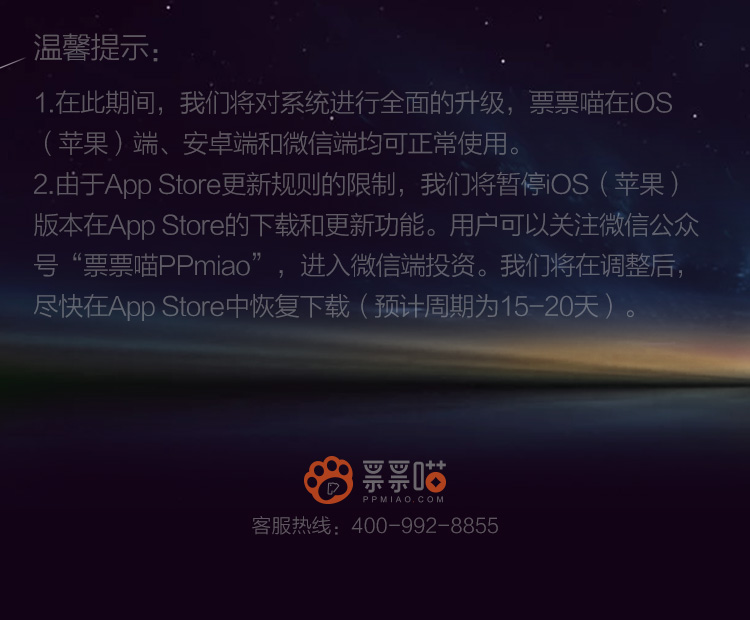 温馨提示：
1.在此期间，我们将对系统进行全面的升级，票票喵在iOS
（苹果）端、安卓端和微信端均可正常使用。
2.由于App Store更新规则的限制，我们将暂停iOS（苹果）
版本在App Store的下载和更新功能。用户可以关注微信公众
号“票票喵PPmiao”，进入微信端投资。我们将在调整后，
尽快在App Store中恢复下载（预计周期为15-20天）。
票票喵
PPMIAO.COM
客服热线：400-992-8855